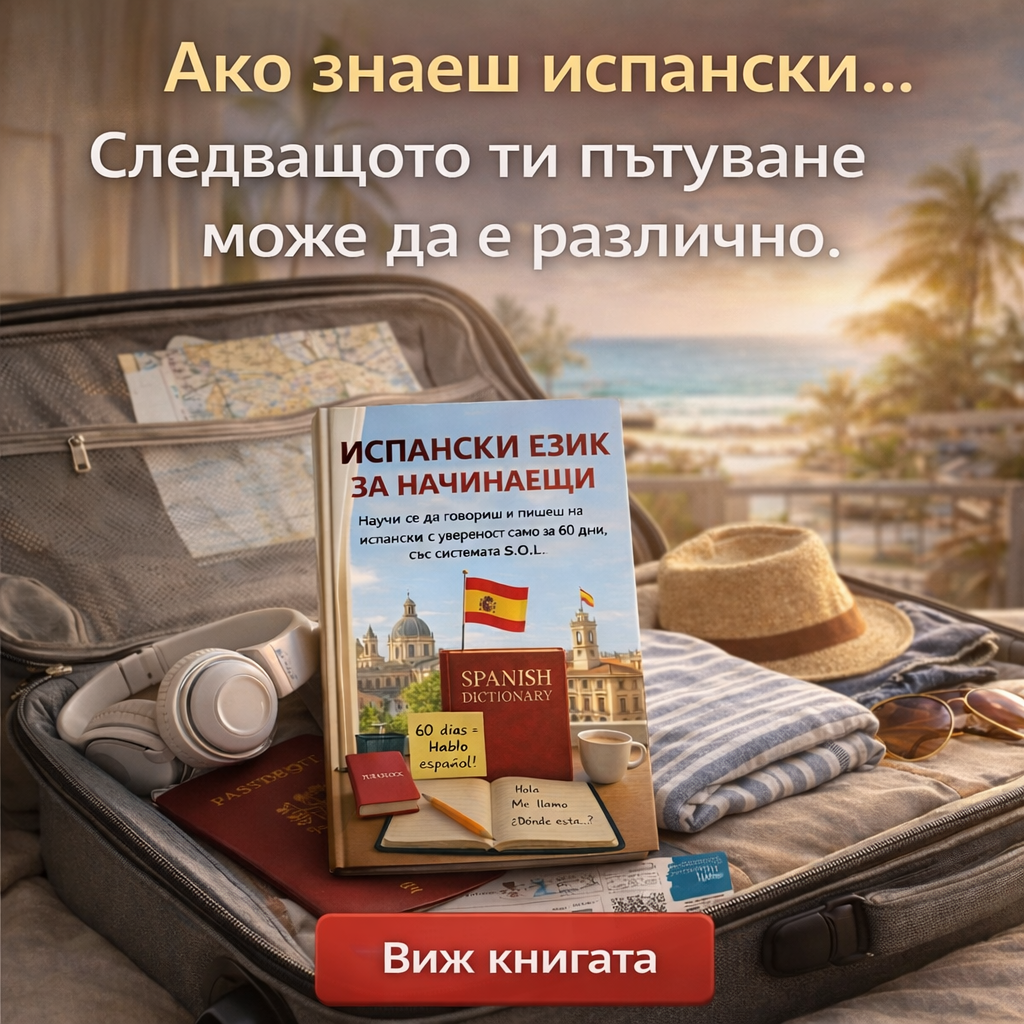 Ако знаеш испански...
Следващото ти пътуване
може да е различно.
ИСПАНСКИ ЕЗИК
ЗА НАЧИНАЕЩИ
Научи се да говориш и пишеш на
испански с увереност само за 60 дни,
със системата S.O.L.
SPANISH
DICTIONARY
60 días =
Hablo
español!
Hola
Me llamo
¿Dónde esta...?
Виж книгата